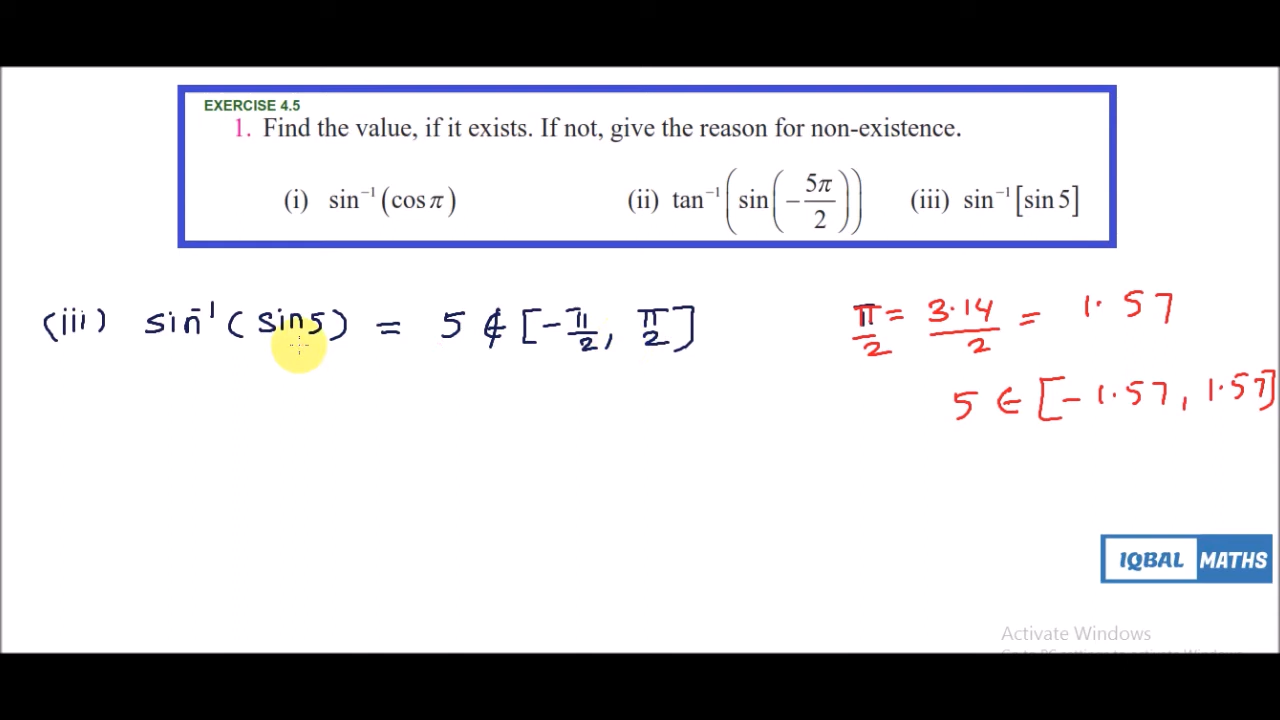 EXERCISE 4.5
1. Find the value, if it exists. If not, give the reason for non-existence.
(i) sin⁻¹(cos π) (ii) tan⁻¹(sin(−5π/2)) (iii) sin⁻¹[sin 5]
(iii) sin⁻¹(sin5) = 5 ∉ [−π/2, π/2]
π/2 = 3.14/2 = 1.57
5 ∈ [−1.57, 1.57]
IQBAL MATHS
Activate Windows